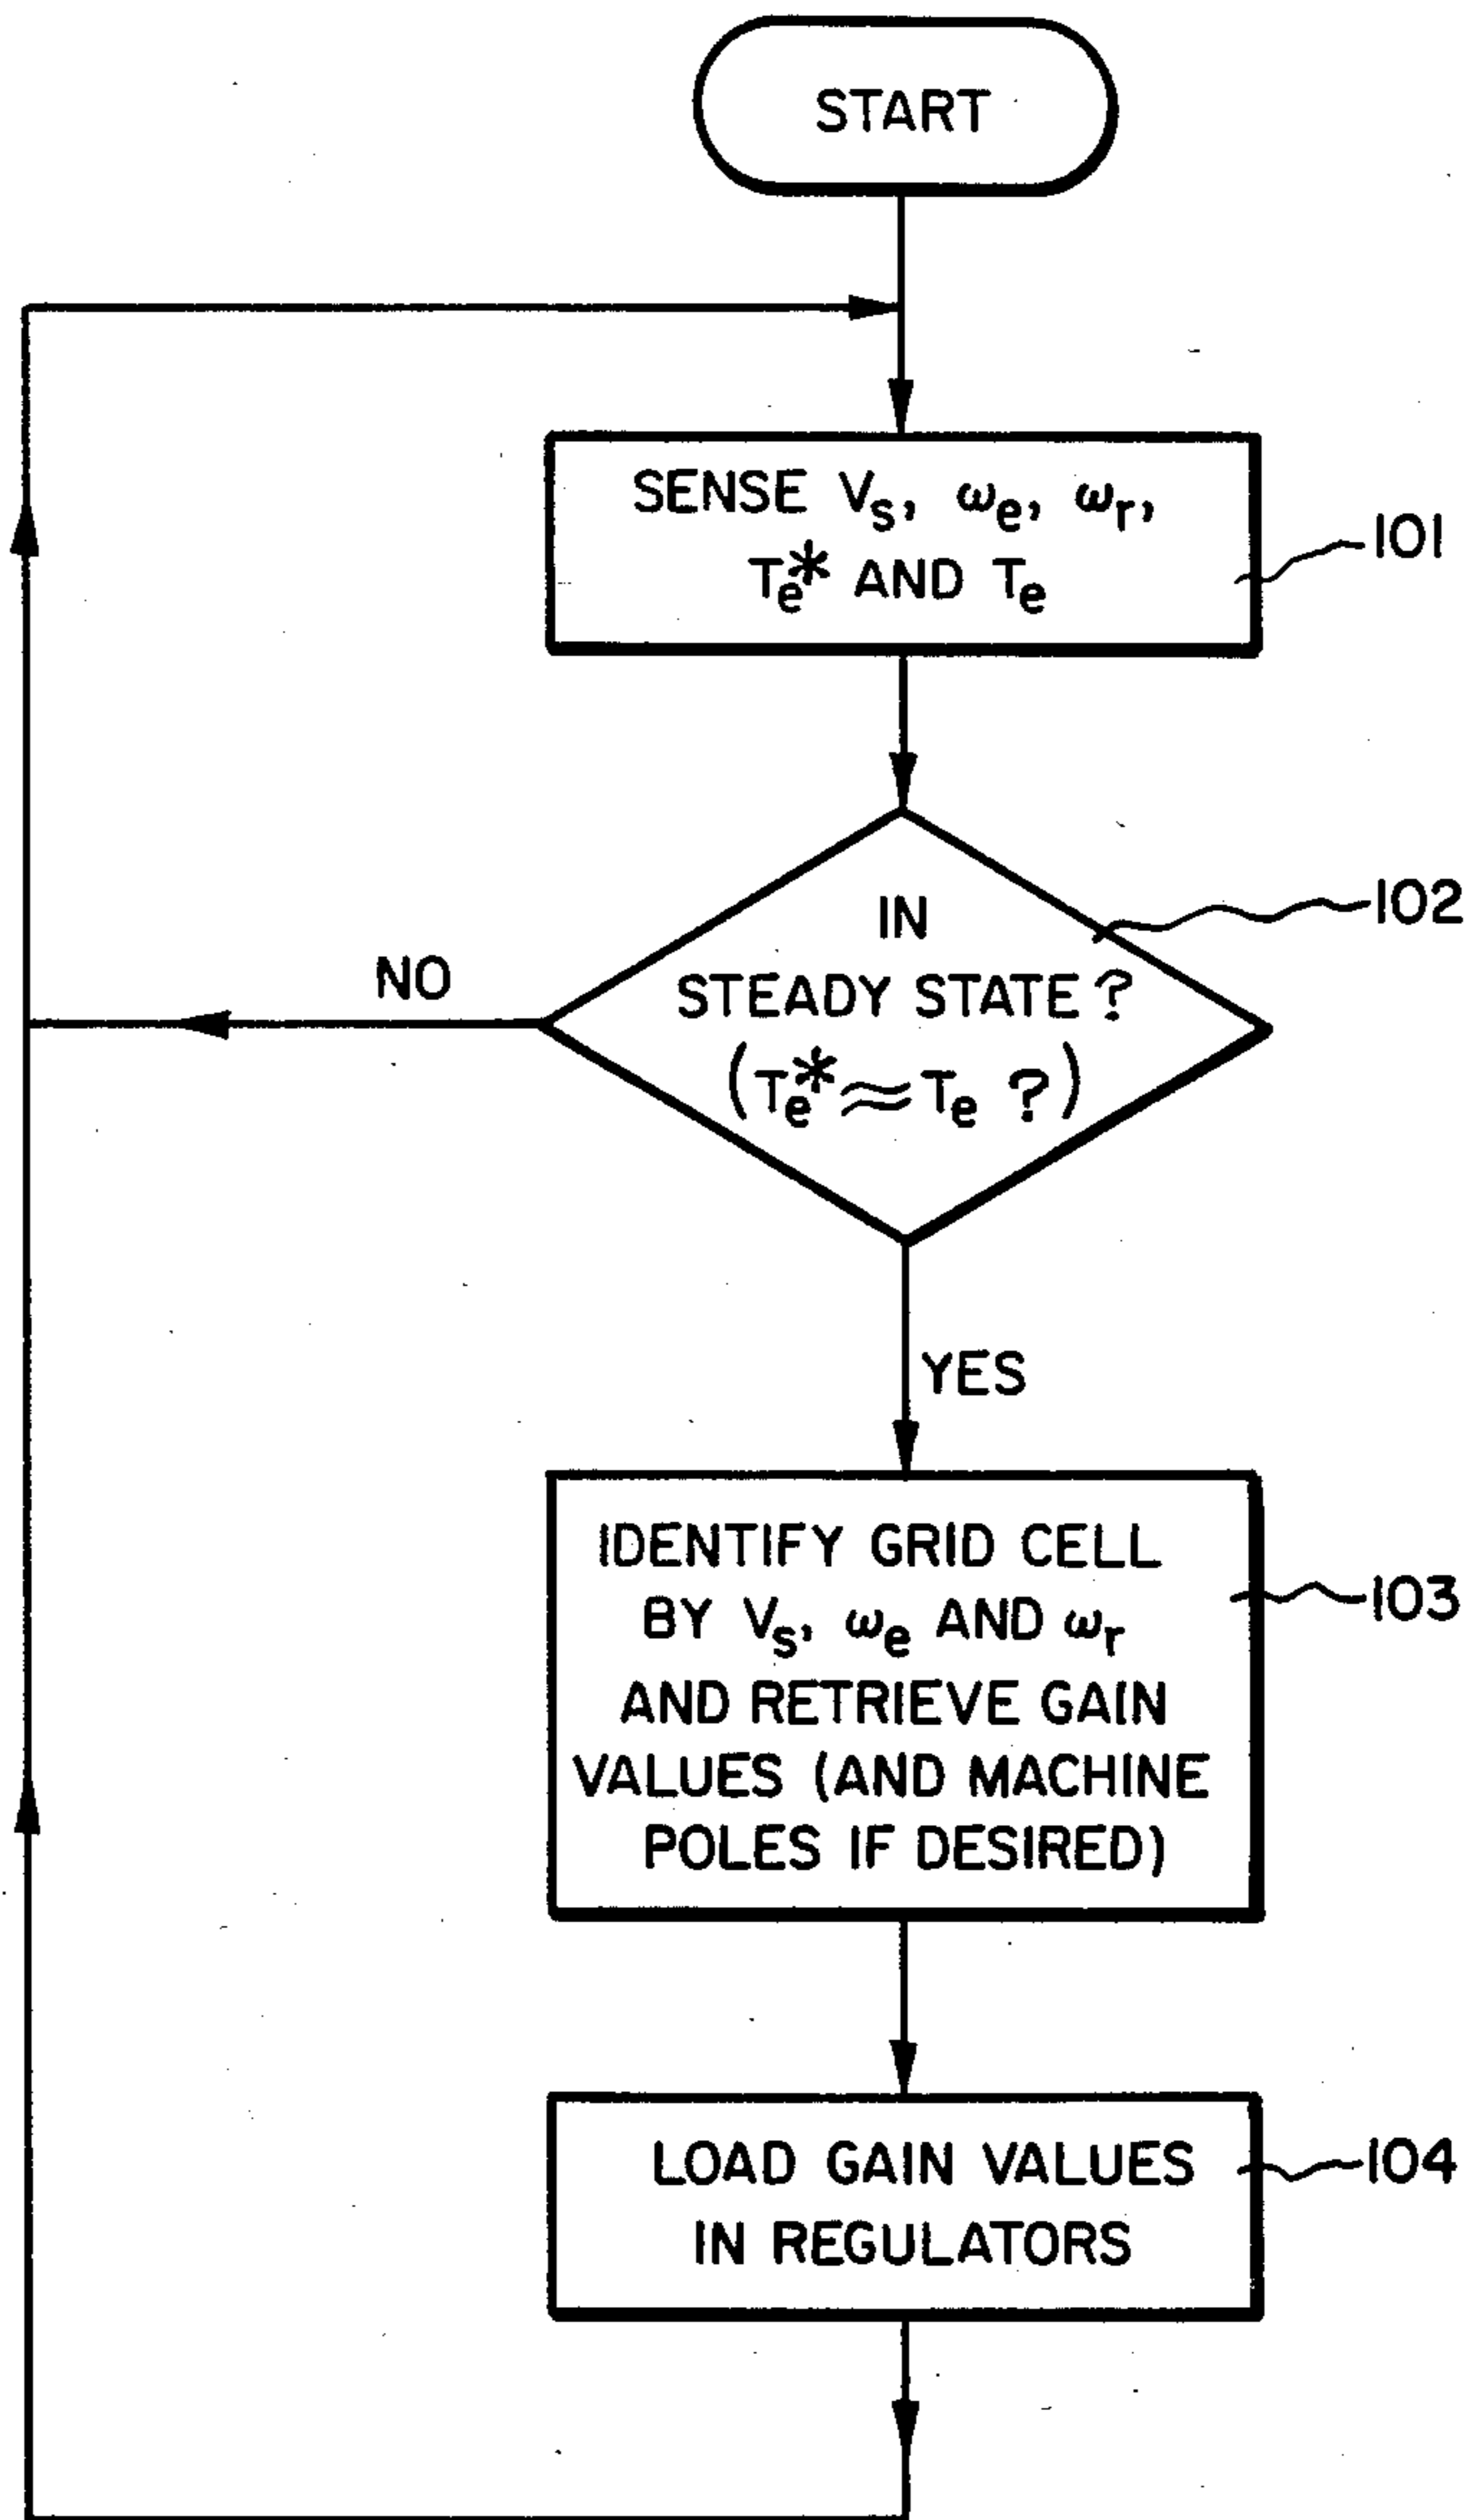 START
SENSE Vs, ωe, ωr,
Te* AND Te
101
IN
STEADY STATE?
(Te* ≈ Te ?)
102
NO
YES
IDENTIFY GRID CELL
BY Vs, ωe AND ωr
AND RETRIEVE GAIN
VALUES (AND MACHINE
POLES IF DESIRED)
103
LOAD GAIN VALUES
IN REGULATORS
104